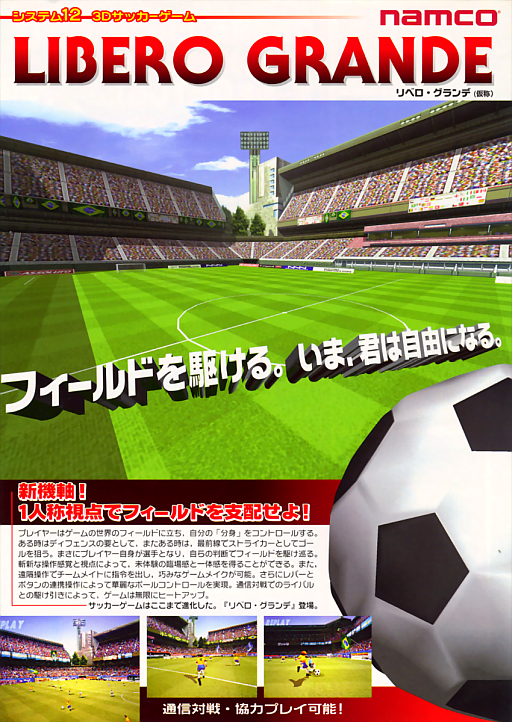 システム12 3Dサッカーゲーム
namco
LIBERO GRANDE
リベロ・グランデ(仮称)
フィールドを駆ける。いま、君は自由になる。
新機軸!
1人称視点でフィールドを支配せよ!
プレイヤーはゲームの世界のフィールドに立ち、自分の「分身」をコントロールする。
ある時はディフェンスの要として、またある時は、最前線でストライカーとしてゴー
ルを狙う。まさにプレイヤー自身が選手となり、自らの判断でフィールドを駆け巡る。
斬新な操作感覚と視点によって、未体験の臨場感と一体感を得ることができる。また、
遠隔操作でチームメイトに指令を出し、巧みなゲームメイクが可能。さらにレバーと
ボタンの連携操作によって華麗なボールコントロールを実現。通信対戦でのライバル
との駆け引きによって、ゲームは無限にヒートアップ。
サッカーゲームはここまで進化した。『リベロ・グランデ』登場。
REPLAY
通信対戦・協力プレイ可能!